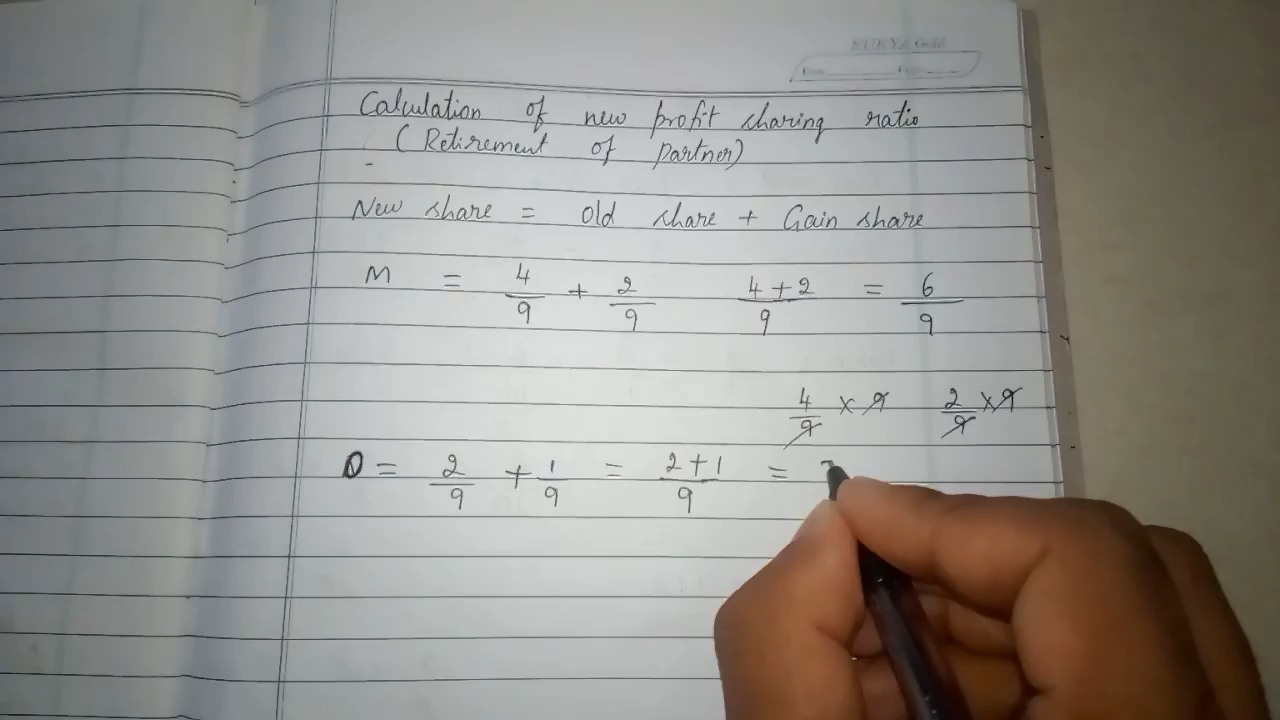 Calculation of new profit sharing ratio
(Retirement of partner)
New share = Old share + Gain share
M = 4/9 + 2/9 4+2/9 = 6/9
4/9 × 9 2/9 × 9
D = 2/9 + 1/9 = 2+1/9 =